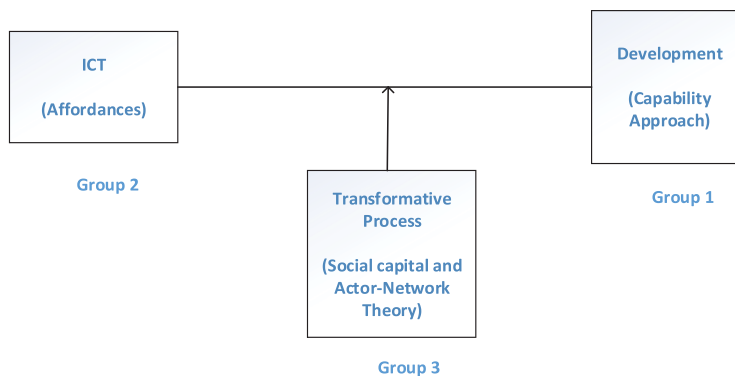 ICT
(Affordances)
Group 2
Development
(Capability
Approach)
Group 1
Transformative
Process
(Social capital and
Actor-Network
Theory)
Group 3